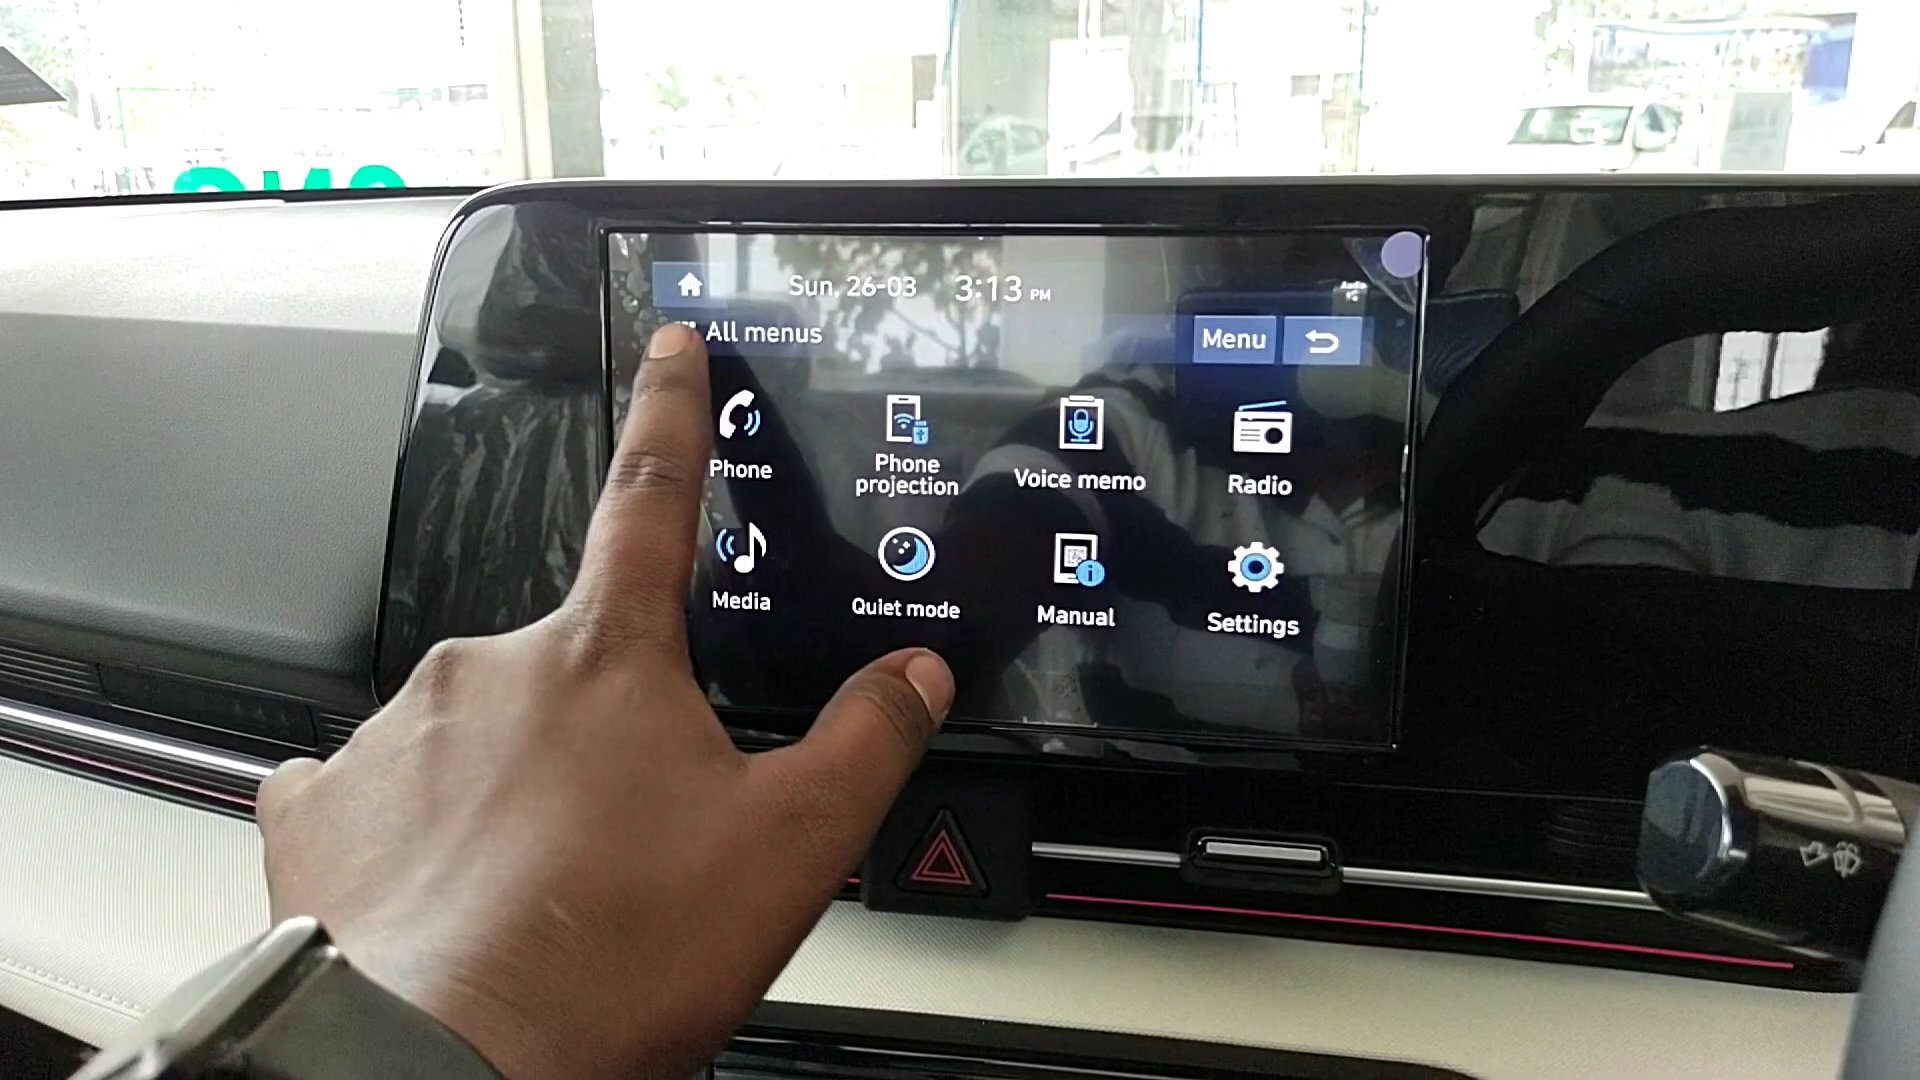 Sun, 26-03 3:13 PM
Audio
All menus
Menu
Phone
Phone projection
Voice memo
Radio
Media
Quiet mode
Manual
Settings